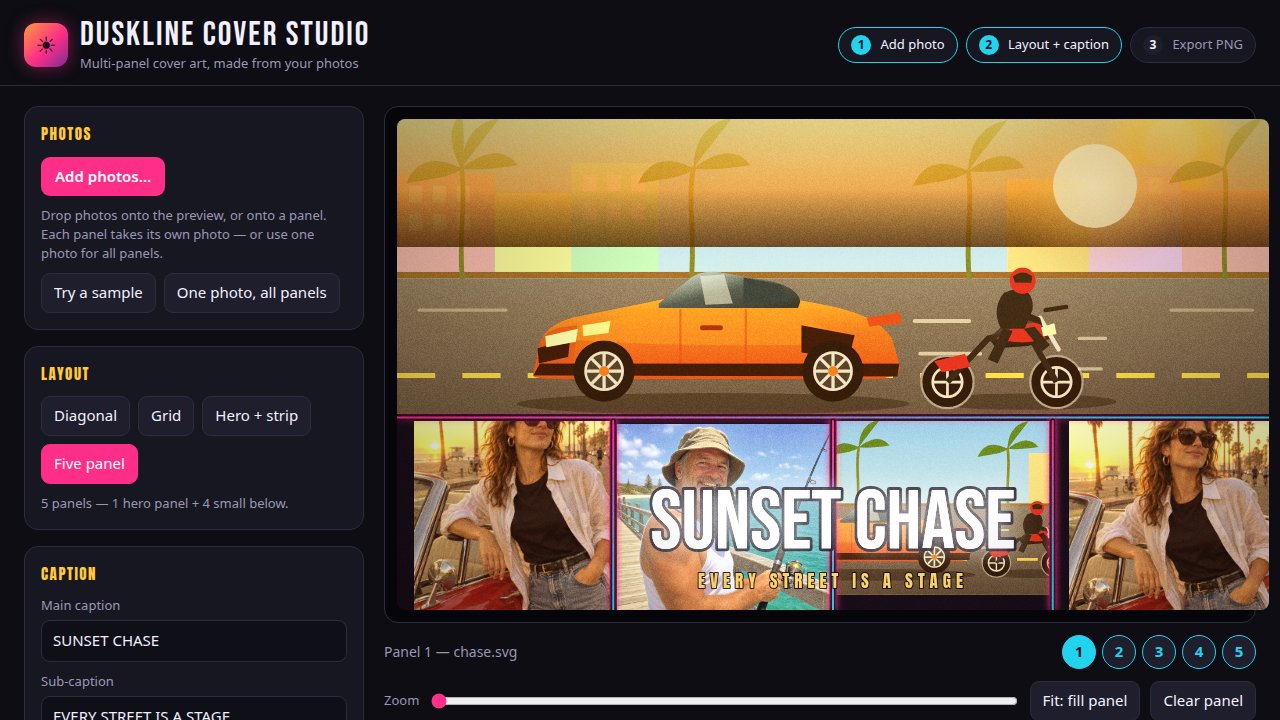 DUSKLINE COVER STUDIO
Multi-panel cover art, made from your photos
1 Add photo
2 Layout + caption
3 Export PNG
PHOTOS
Add photos...
Drop photos onto the preview, or onto a panel.
Each panel takes its own photo — or use one
photo for all panels.
Try a sample
One photo, all panels
LAYOUT
Diagonal
Grid
Hero + strip
Five panel
5 panels — 1 hero panel + 4 small below.
CAPTION
Main caption
SUNSET CHASE
Sub-caption
EVERY STREET IS A STAGE
SUNSET CHASE
EVERY STREET IS A STAGE
Panel 1 — chase.svg
1 2 3 4 5
Zoom
Fit: fill panel
Clear panel